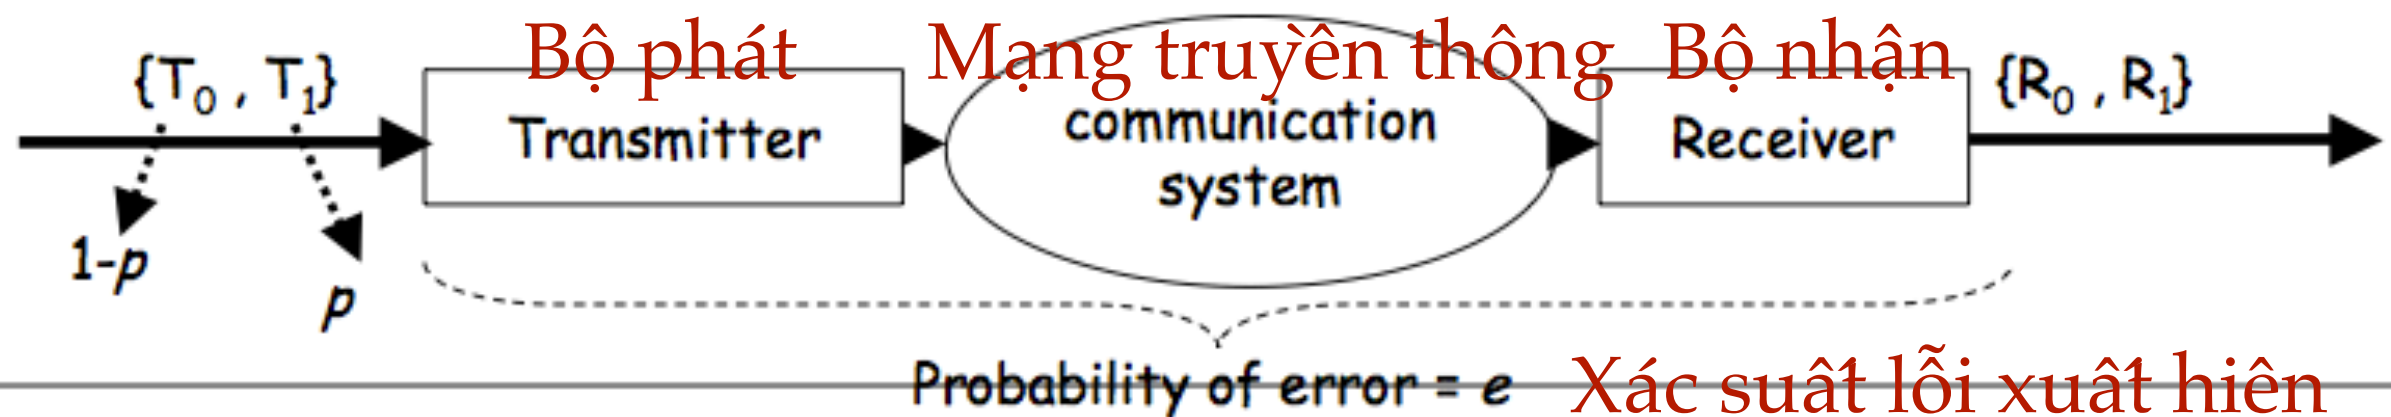 Bộ phát Mạng truyền thông Bộ nhận
{T₀ , T₁} {R₀ , R₁}
Transmitter communication system Receiver
1-p
p
Probability of error = e Xác suất lỗi xuất hiên